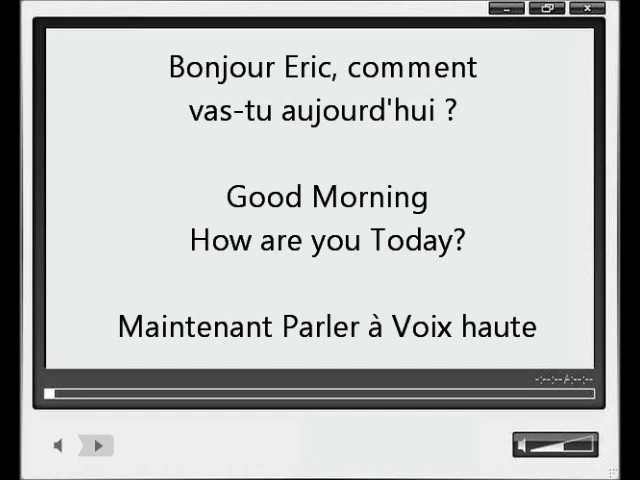 Bonjour Eric, comment
vas-tu aujourd'hui ?
Good Morning
How are you Today?
Maintenant Parler à Voix haute
--:--:-- / --:--:--